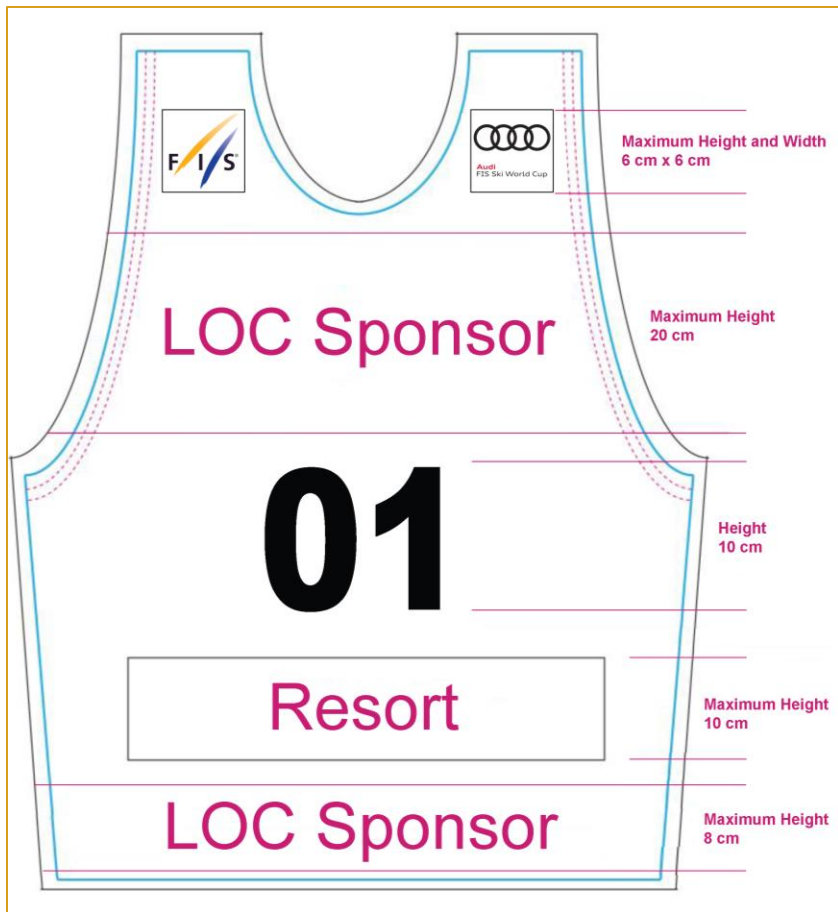 FIS
Audi
FIS Ski World Cup
Maximum Height and Width
6 cm x 6 cm
LOC Sponsor
Maximum Height
20 cm
01
Height
10 cm
Resort
Maximum Height
10 cm
LOC Sponsor
Maximum Height
8 cm